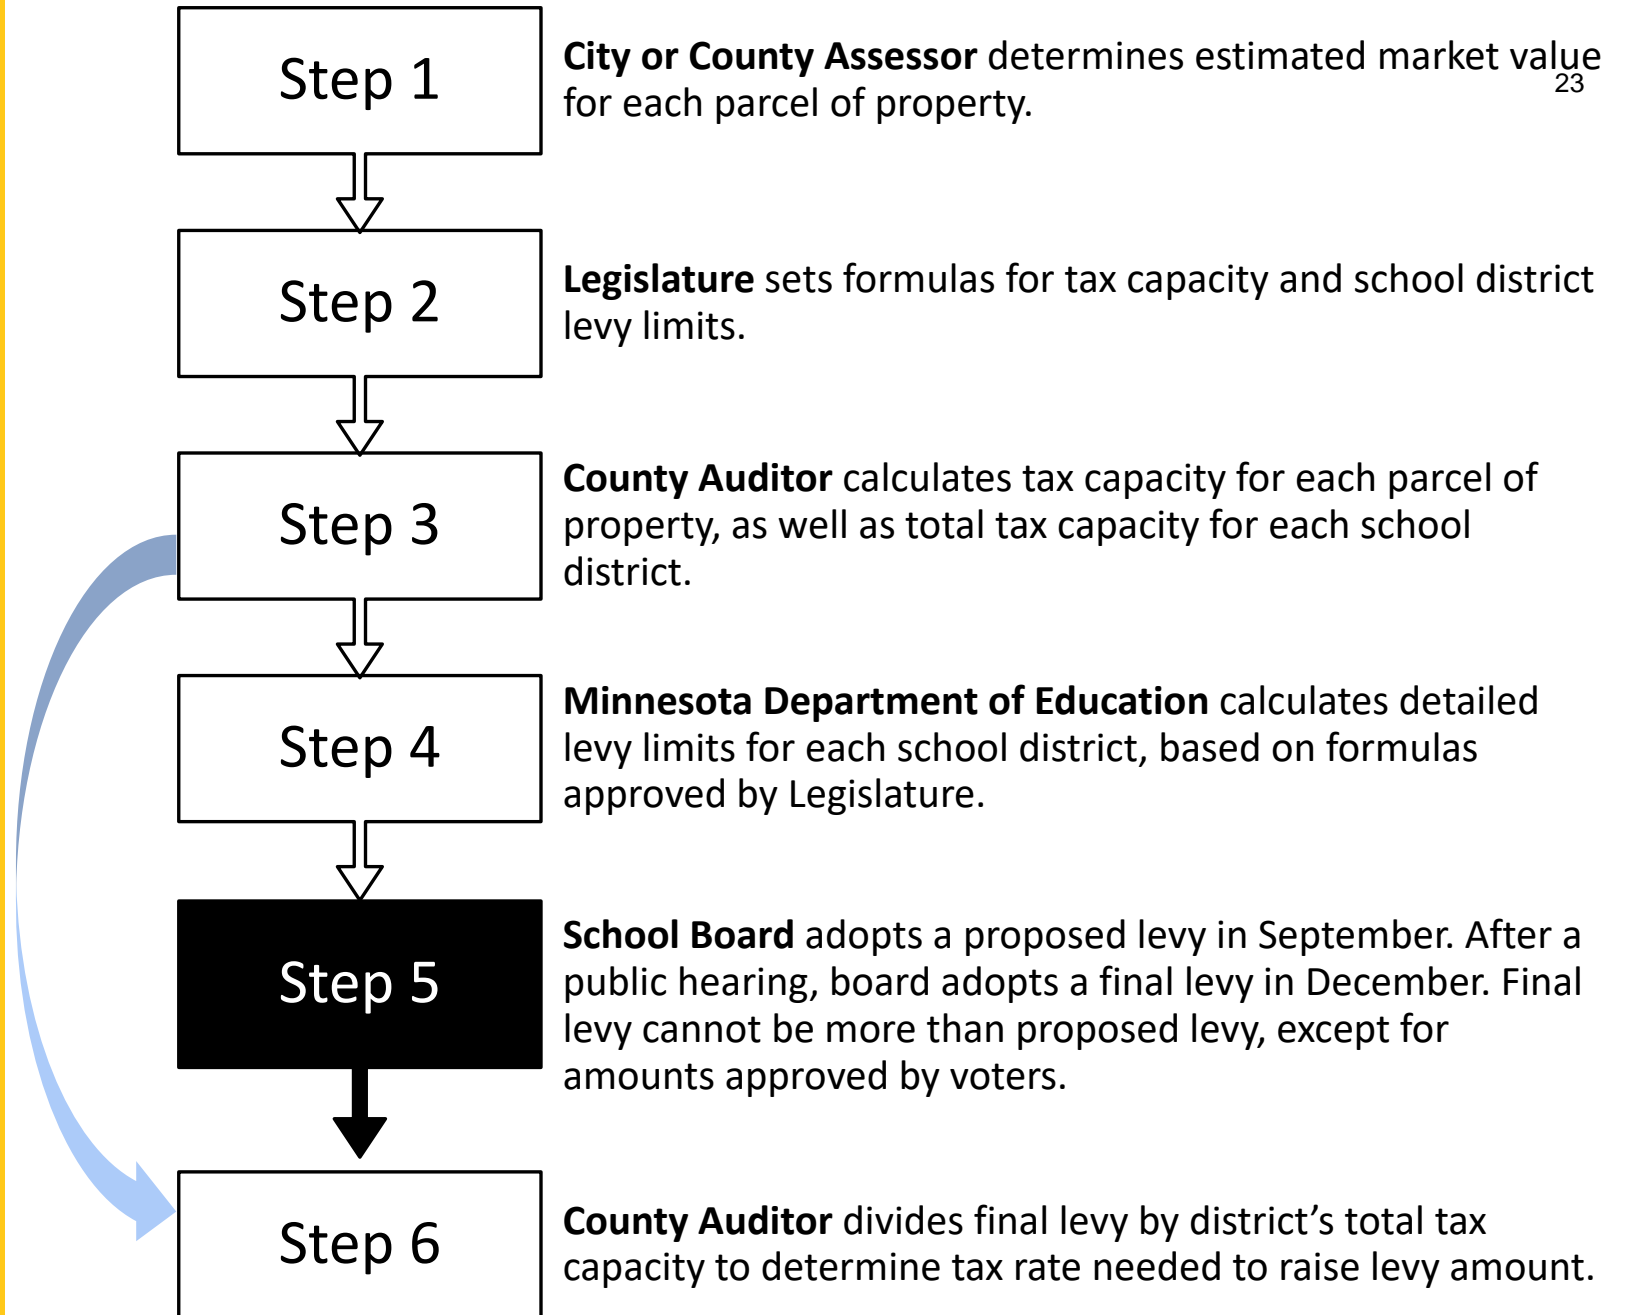 Step 1
City or County Assessor determines estimated market value
for each parcel of property.
23
Step 2
Legislature sets formulas for tax capacity and school district
levy limits.
Step 3
County Auditor calculates tax capacity for each parcel of
property, as well as total tax capacity for each school
district.
Step 4
Minnesota Department of Education calculates detailed
levy limits for each school district, based on formulas
approved by Legislature.
Step 5
School Board adopts a proposed levy in September. After a
public hearing, board adopts a final levy in December. Final
levy cannot be more than proposed levy, except for
amounts approved by voters.
Step 6
County Auditor divides final levy by district’s total tax
capacity to determine tax rate needed to raise levy amount.